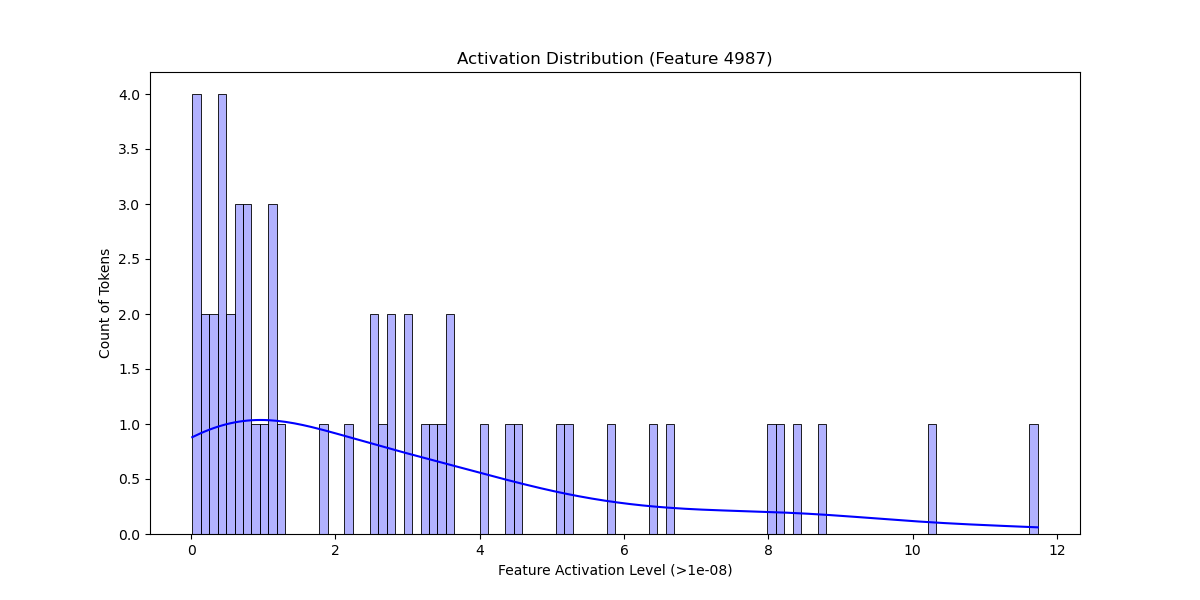 Activation Distribution (Feature 4987)
4.0
3.5
3.0
2.5
2.0
1.5
1.0
0.5
0.0
Count of Tokens
0 2 4 6 8 10 12
Feature Activation Level (>1e-08)